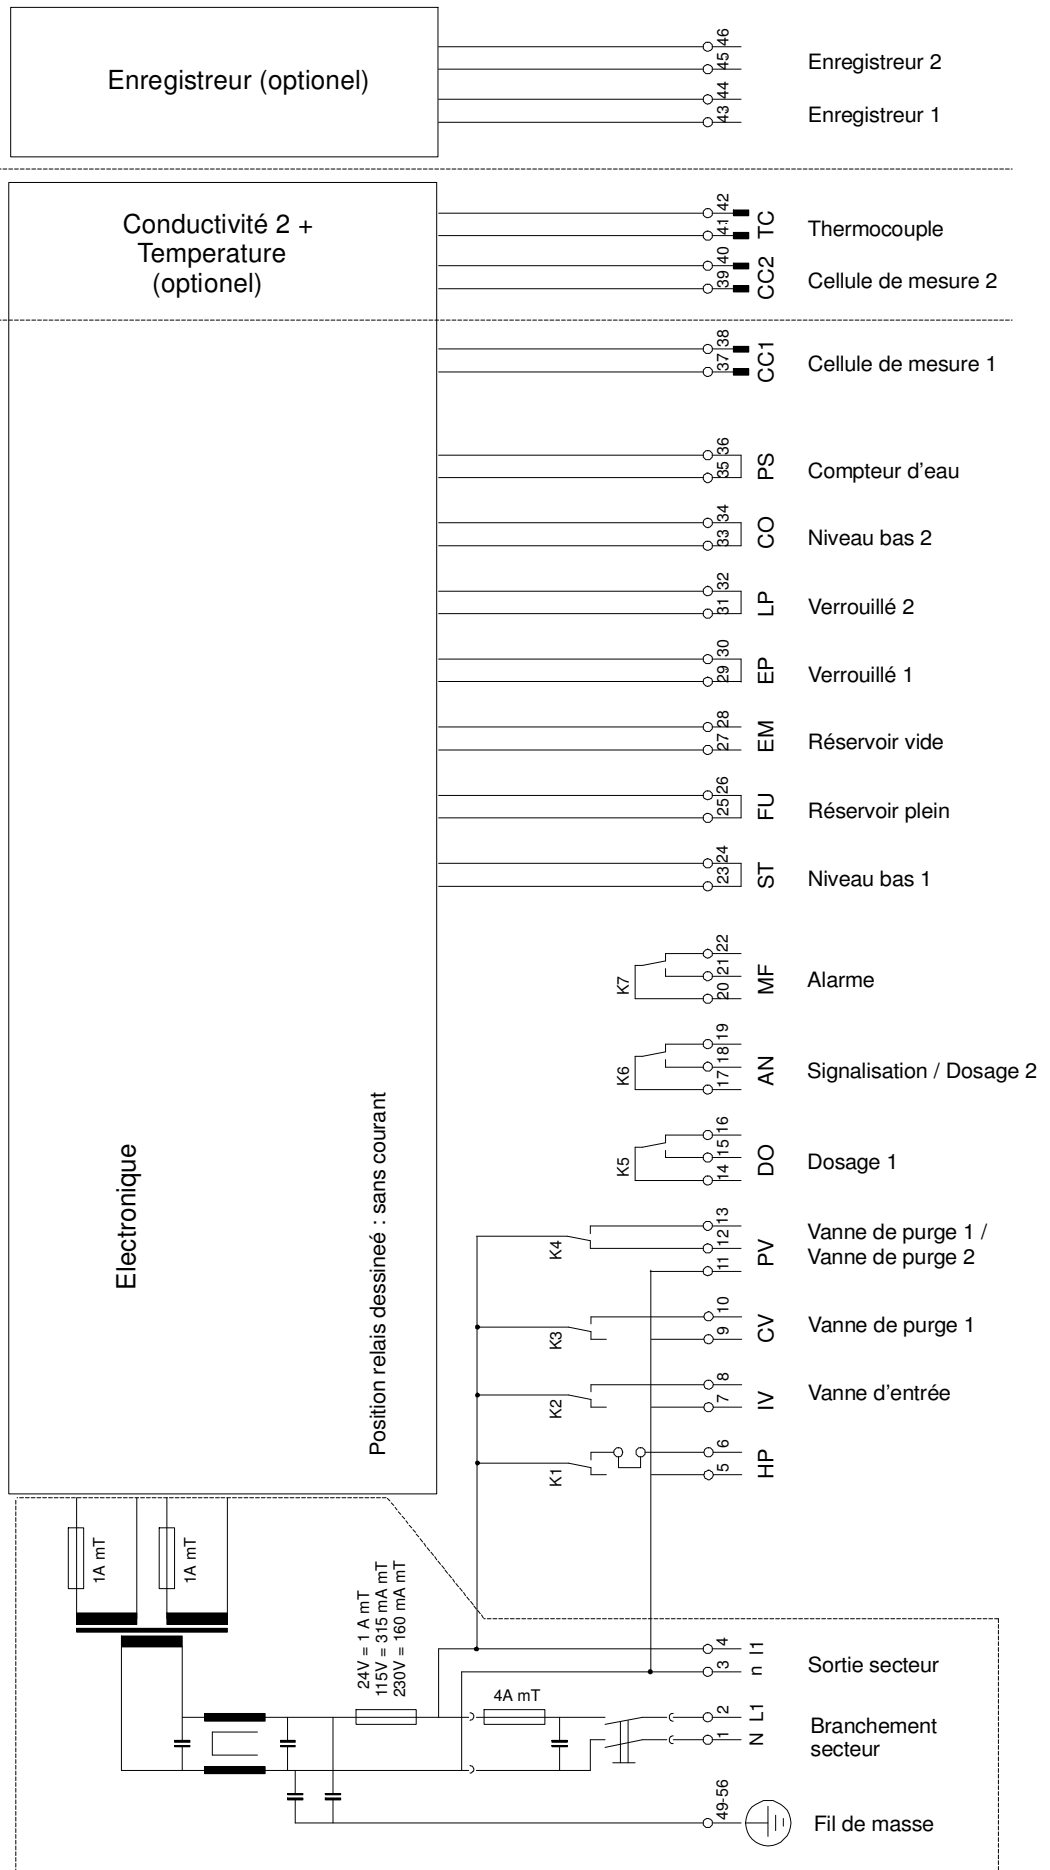 Enregistreur (optionel)
46
45
Enregistreur 2
44
43
Enregistreur 1
Conductivité 2 +
Temperature
(optionel)
42
41
TC
Thermocouple
40
39
CC2
Cellule de mesure 2
38
37
CC1
Cellule de mesure 1
36
35
PS
Compteur d'eau
34
33
CO
Niveau bas 2
32
31
LP
Verrouillé 2
30
29
EP
Verrouillé 1
28
27
EM
Réservoir vide
26
25
FU
Réservoir plein
24
23
ST
Niveau bas 1
K7
22
21
20
MF
Alarme
K6
19
18
17
AN
Signalisation / Dosage 2
K5
16
15
14
DO
Dosage 1
Electronique
Position relais dessineé : sans courant
K4
13
12
11
PV
Vanne de purge 1 /
Vanne de purge 2
K3
10
9
CV
Vanne de purge 1
K2
8
7
IV
Vanne d'entrée
K1
6
5
HP
1A mT
1A mT
24V = 1 A mT
115V = 315 mA mT
230V = 160 mA mT
4A mT
4
3
n l1
Sortie secteur
2
1
N L1
Branchement
secteur
49-56
Fil de masse